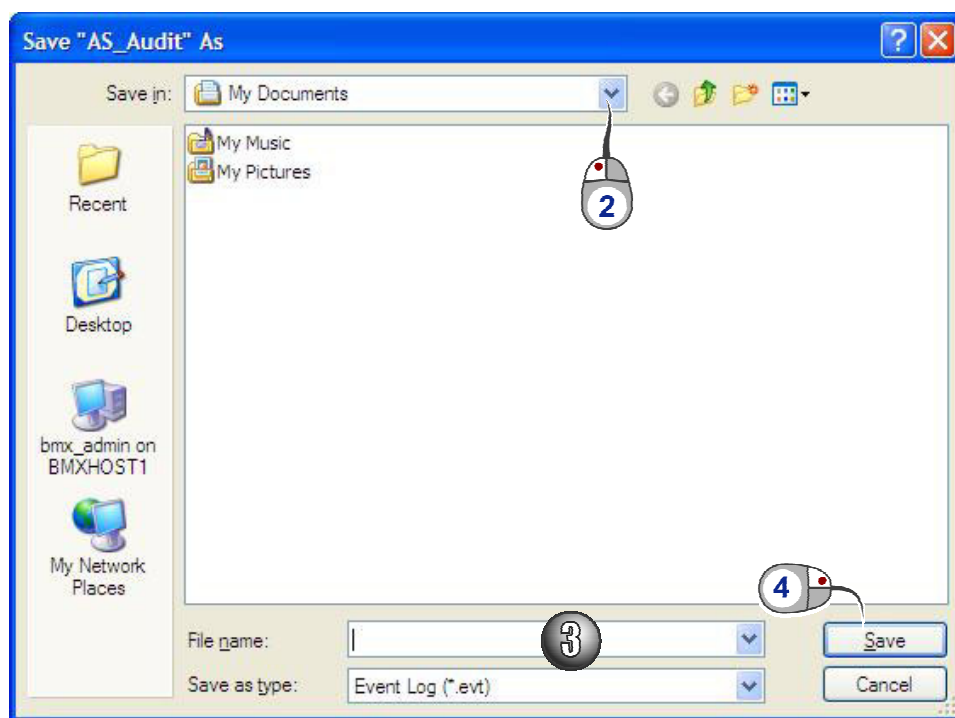 Save "AS_Audit" As
Save in:
My Documents
My Music
My Pictures
2
Recent
Desktop
bmx_admin on
BMXHOST1
My Network
Places
4
File name:
3
Save
Save as type:
Event Log (*.evt)
Cancel